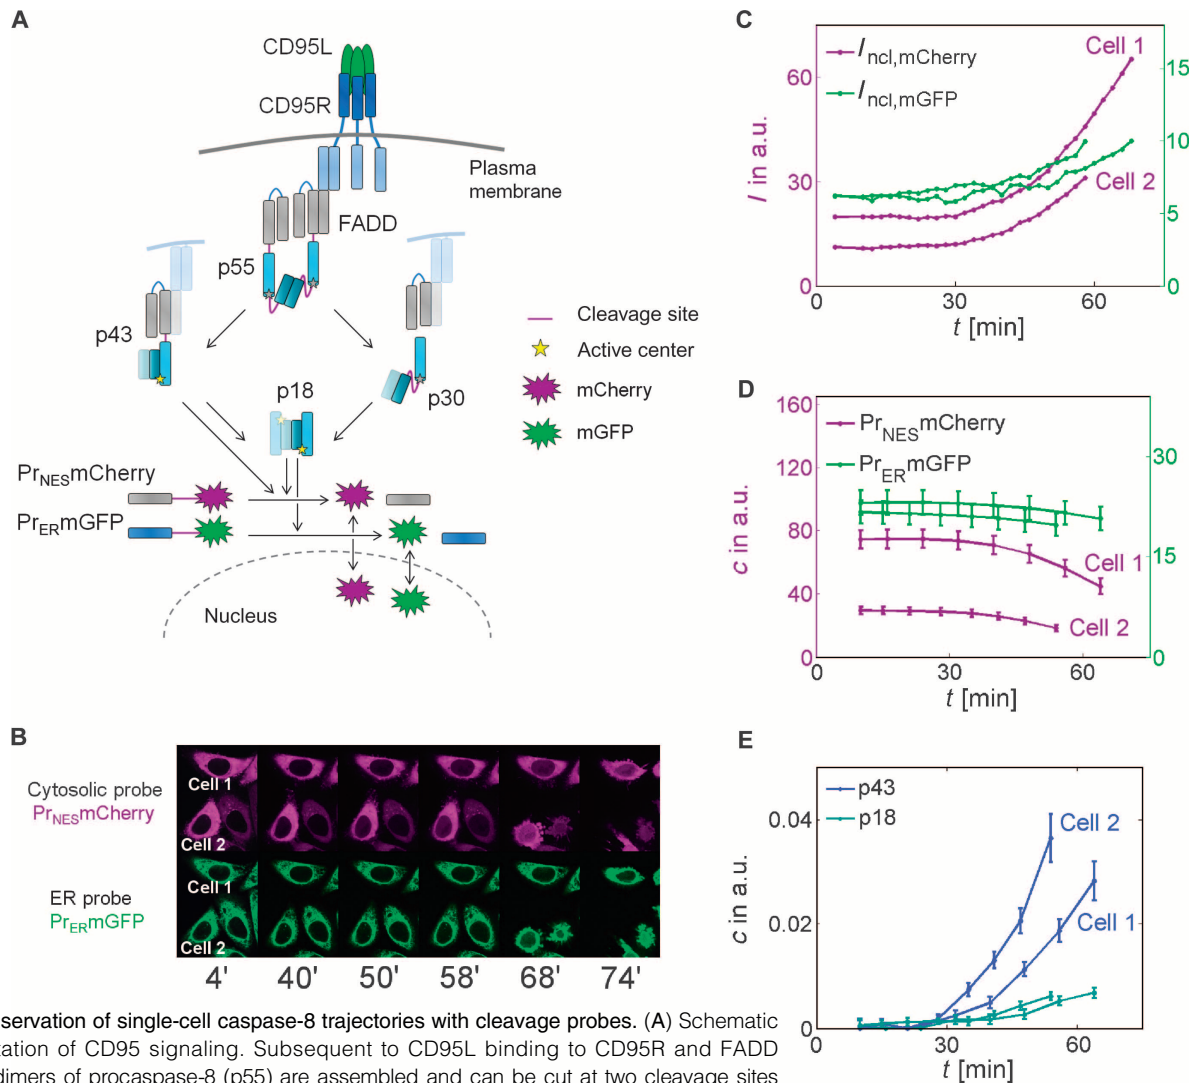 A
CD95L
CD95R
Plasma
membrane
FADD
p55
p43
p18
p30
Cleavage site
Active center
mCherry
mGFP
PrNESmCherry
PrERmGFP
Nucleus
B
Cytosolic probe
PrNESmCherry
ER probe
PrERmGFP
Cell 1
Cell 2
Cell 1
Cell 2
4' 40' 50' 58' 68' 74'
C
Incl,mCherry
Incl,mGFP
Cell 1
Cell 2
I in a.u.
60
30
0
15
10
5
0
0 30 60
t [min]
D
PrNESmCherry
PrERmGFP
Cell 1
Cell 2
c in a.u.
160
120
80
40
0
30
15
0
0 30 60
t [min]
E
p43
p18
Cell 2
Cell 1
c in a.u.
0.04
0.02
0
0 30 60
t [min]
servation of single-cell caspase-8 trajectories with cleavage probes. (A) Schematic
tation of CD95 signaling. Subsequent to CD95L binding to CD95R and FADD
dimers of procaspase-8 (p55) are assembled and can be cut at two cleavage sites